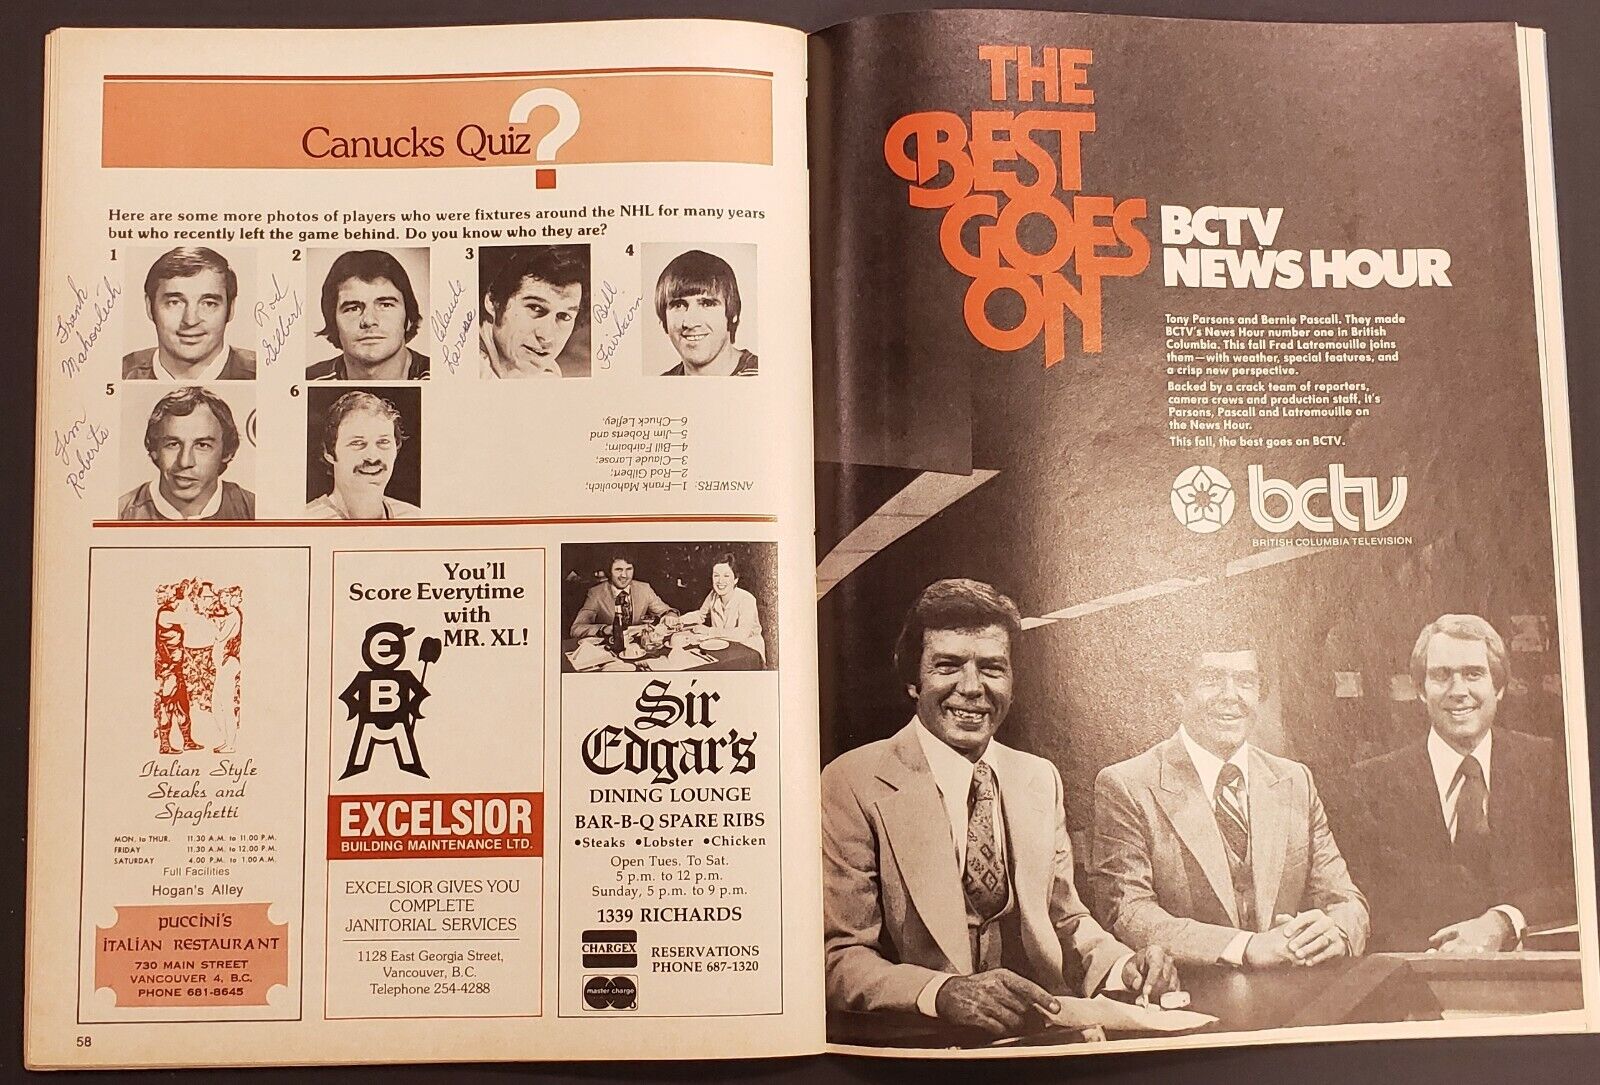 Canucks Quiz?
Here are some more photos of players who were fixtures around the NHL for many years
but who recently left the game behind. Do you know who they are?
1
Frank
Mahovlich
2
Rod
Gilbert
3
Claude
Larose
4
Bill
Fairbairn
5
Jim
Roberts
6
ANSWERS: 1—Frank Mahoulich;
2—Rod Gilbert;
3—Claude Larose;
4—Bill Fairbairn;
5—Jim Roberts and
6—Chuck Lefley.
Italian Style
Steaks and
Spaghetti
MON. to THUR. 11.30 A.M. to 11.00 P.M.
FRIDAY 11.30 A.M. to 12.00 P.M.
SATURDAY 4.00 P.M. to 1.00 A.M.
Full Facilities
Hogan's Alley
PUCCINI'S
ITALIAN RESTAURANT
730 MAIN STREET
VANCOUVER 4, B.C.
PHONE 681-8645
You'll
Score Everytime
with
MR. XL!
E
B
M
EXCELSIOR
BUILDING MAINTENANCE LTD.
EXCELSIOR GIVES YOU
COMPLETE
JANITORIAL SERVICES
1128 East Georgia Street,
Vancouver, B.C.
Telephone 254-4288
Sir
Edgar's
DINING LOUNGE
BAR-B-Q SPARE RIBS
•Steaks •Lobster •Chicken
Open Tues. To Sat.
5 p.m. to 12 p.m.
Sunday, 5 p.m. to 9 p.m.
1339 RICHARDS
CHARGEX
master charge
RESERVATIONS
PHONE 687-1320
58
THE
BEST
GOES
ON
BCTV
NEWS HOUR
Tony Parsons and Bernie Pascall. They made
BCTV's News Hour number one in British
Columbia. This fall Fred Latremouille joins
them—with weather, special features, and
a crisp new perspective.
Backed by a crack team of reporters,
camera crews and production staff, it's
Parsons, Pascall and Latremouille on
the News Hour.
This fall, the best goes on BCTV.
bctv
BRITISH COLUMBIA TELEVISION